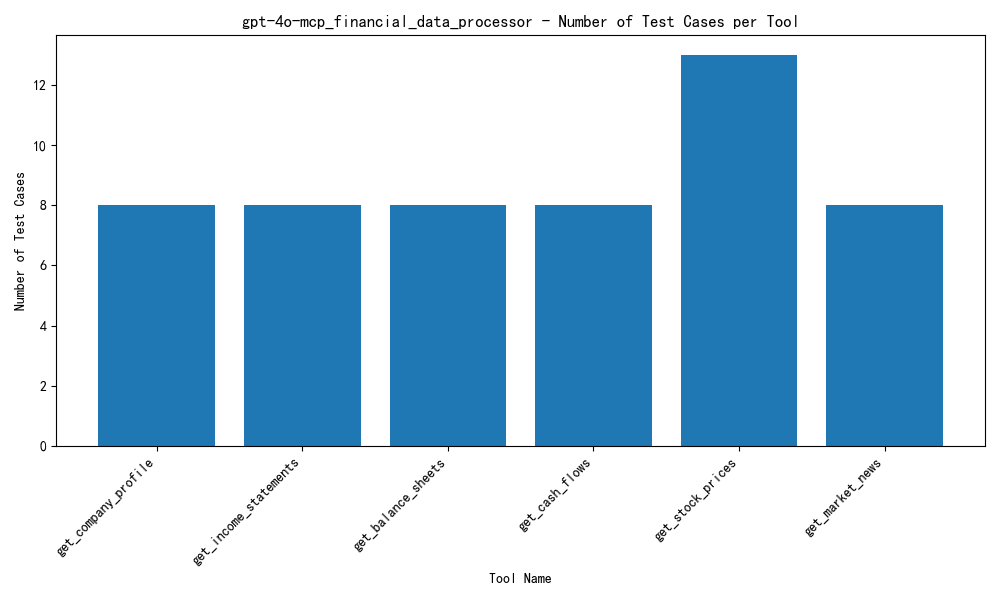 gpt-4o-mcp_financial_data_processor - Number of Test Cases per Tool
Number of Test Cases
12
10
8
6
4
2
0
get_company_profile
get_income_statements
get_balance_sheets
get_cash_flows
get_stock_prices
get_market_news
Tool Name